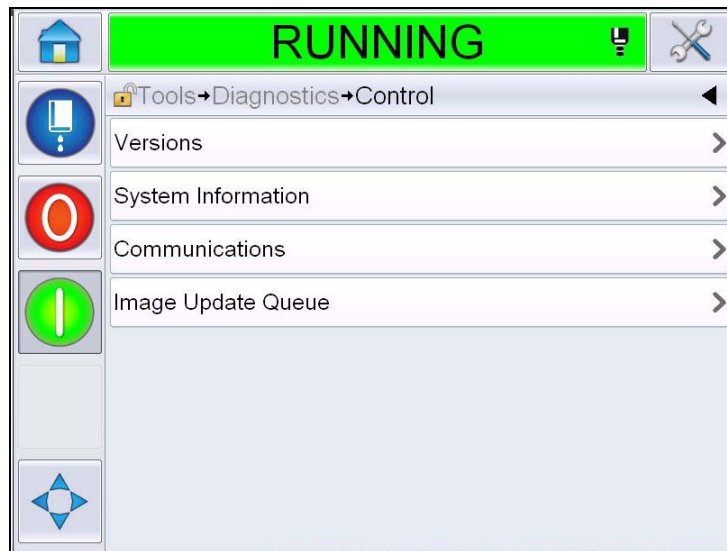 RUNNING
Tools→Diagnostics→Control
Versions
System Information
Communications
Image Update Queue